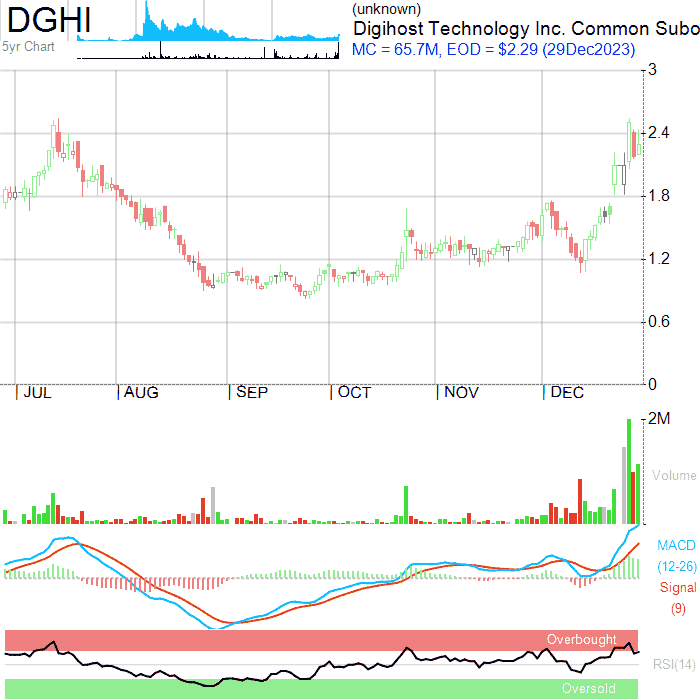 DGHI
(unknown)
Digihost Technology Inc. Common Subo
5yr Chart
MC = 65.7M, EOD = $2.29 (29Dec2023)
3
2.4
1.8
1.2
0.6
0
JUL AUG SEP OCT NOV DEC
2M
Volume
MACD
(12-26)
Signal
(9)
Overbought
RSI(14)
Oversold